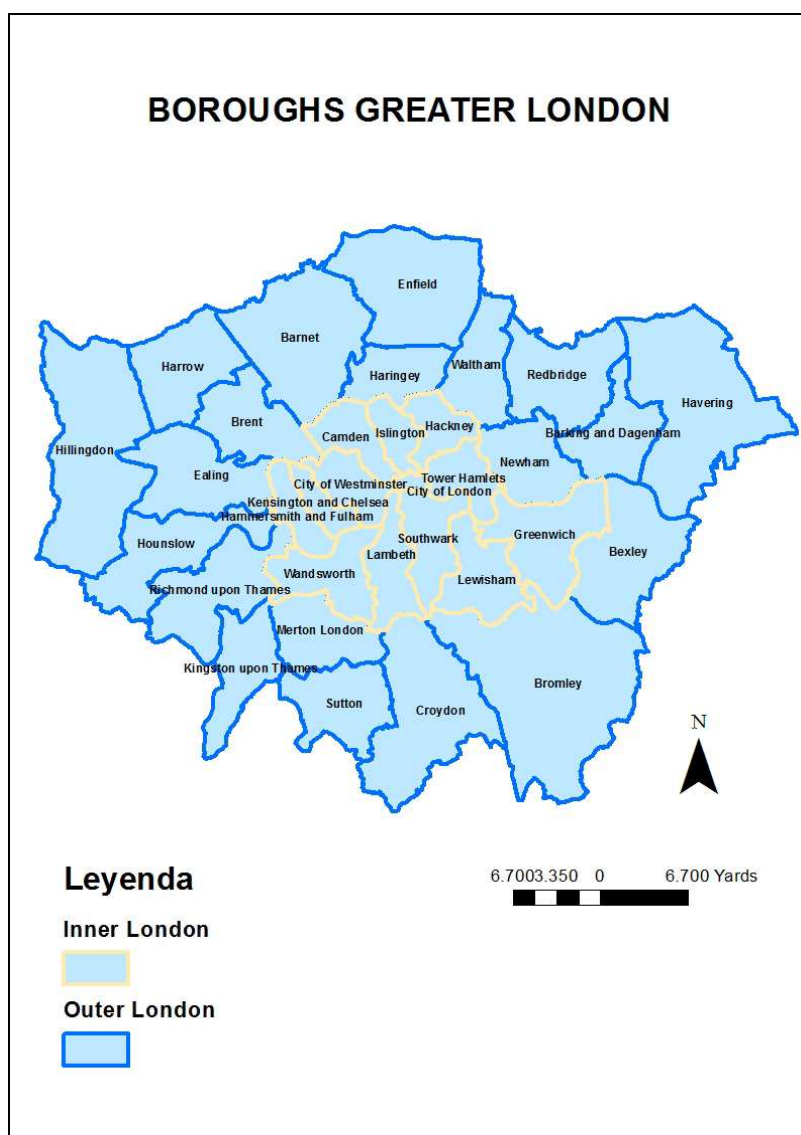 BOROUGHS GREATER LONDON
Enfield
Barnet
Harrow
Haringey
Waltham
Redbridge
Havering
Brent
Camden
Islington
Hackney
Barking and Dagenham
Hillingdon
Newham
Ealing
City of Westminster
Tower Hamlets
City of London
Kensington and Chelsea
Hammersmith and Fulham
Hounslow
Southwark
Greenwich
Lambeth
Bexley
Wandsworth
Lewisham
Richmond upon Thames
Merton London
Kingston upon Thames
Bromley
Sutton
Croydon
N
Leyenda
6.7003.350 0 6.700 Yards
Inner London
Outer London